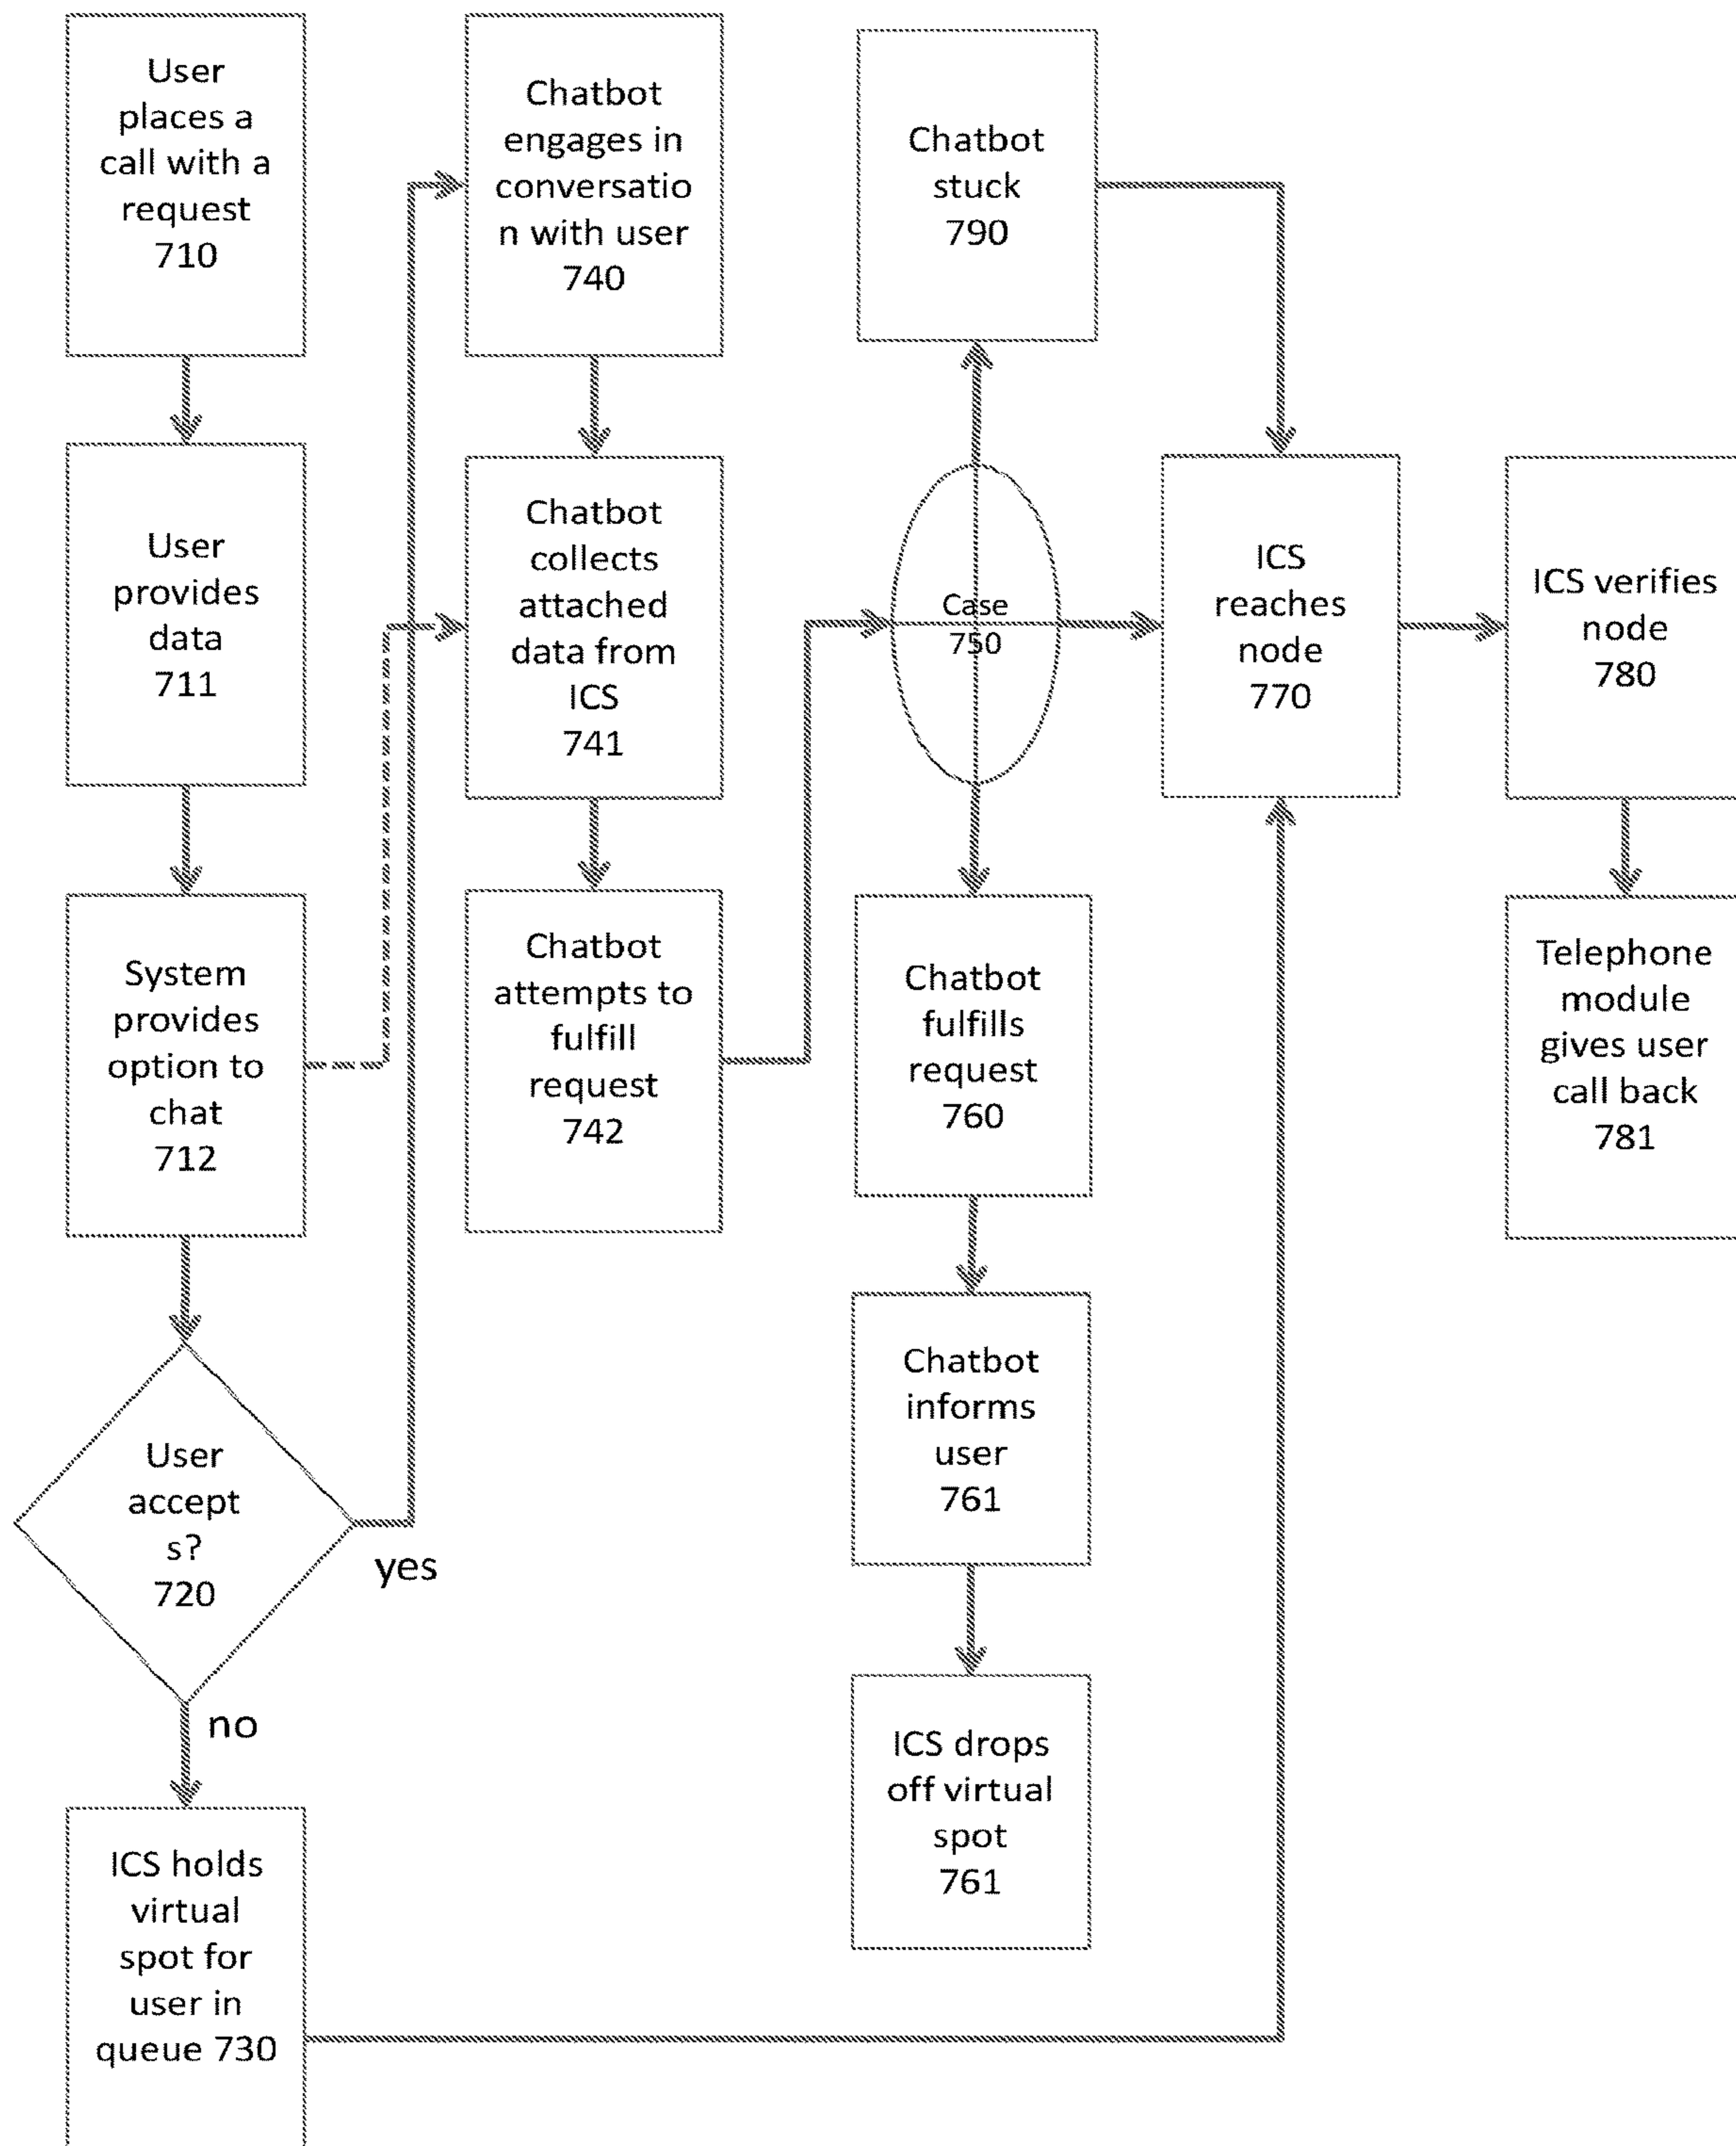 User
places a
call with a
request
710
User
provides
data
711
System
provides
option to
chat
712
User
accept
s?
720
yes
no
ICS holds
virtual
spot for
user in
queue 730
Chatbot
engages in
conversatio
n with user
740
Chatbot
collects
attached
data from
ICS
741
Chatbot
attempts to
fulfill
request
742
Chatbot
stuck
790
Case
750
Chatbot
fulfills
request
760
Chatbot
informs
user
761
ICS drops
off virtual
spot
761
ICS
reaches
node
770
ICS verifies
node
780
Telephone
module
gives user
call back
781